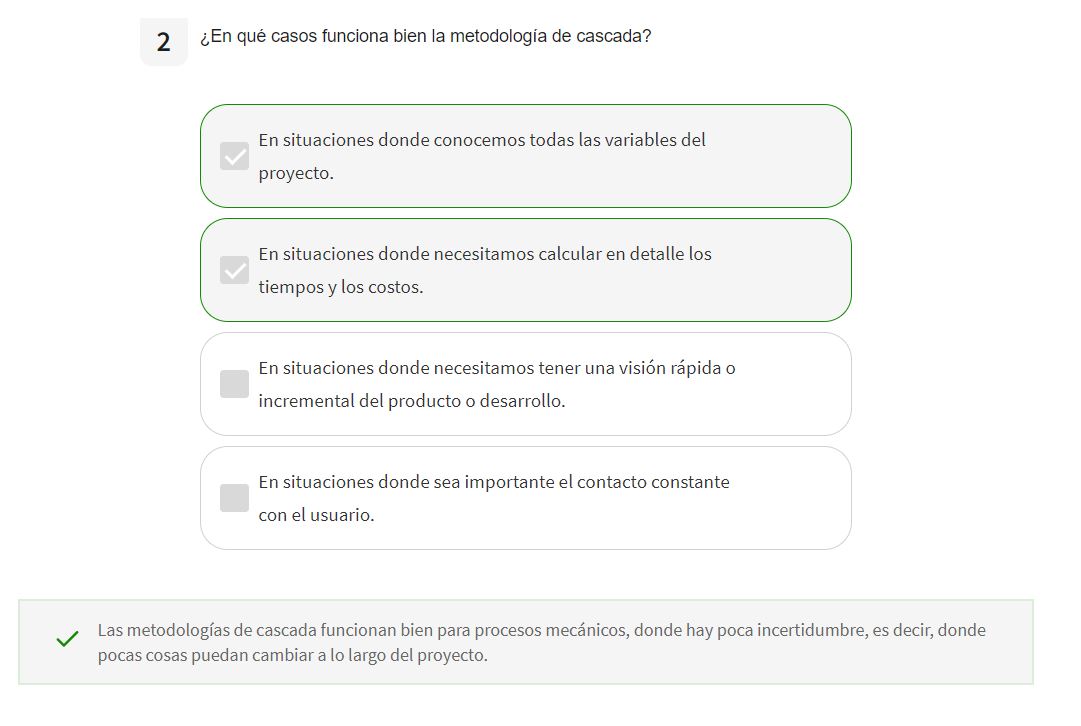 2
¿En qué casos funciona bien la metodología de cascada?
En situaciones donde conocemos todas las variables del
proyecto.
En situaciones donde necesitamos calcular en detalle los
tiempos y los costos.
En situaciones donde necesitamos tener una visión rápida o
incremental del producto o desarrollo.
En situaciones donde sea importante el contacto constante
con el usuario.
Las metodologías de cascada funcionan bien para procesos mecánicos, donde hay poca incertidumbre, es decir, donde
pocas cosas puedan cambiar a lo largo del proyecto.